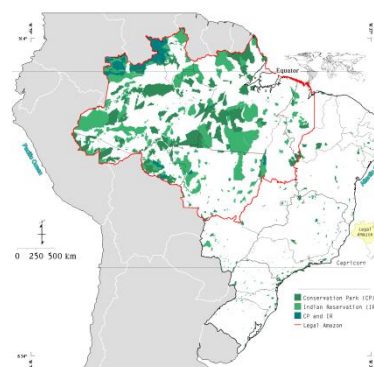 Equator
Pacific Ocean
Legal
Amazon
Capricorn
0 250 500 km
Conservation Park (CP)
Indian Reservation (IR
CP and IR
Legal Amazon